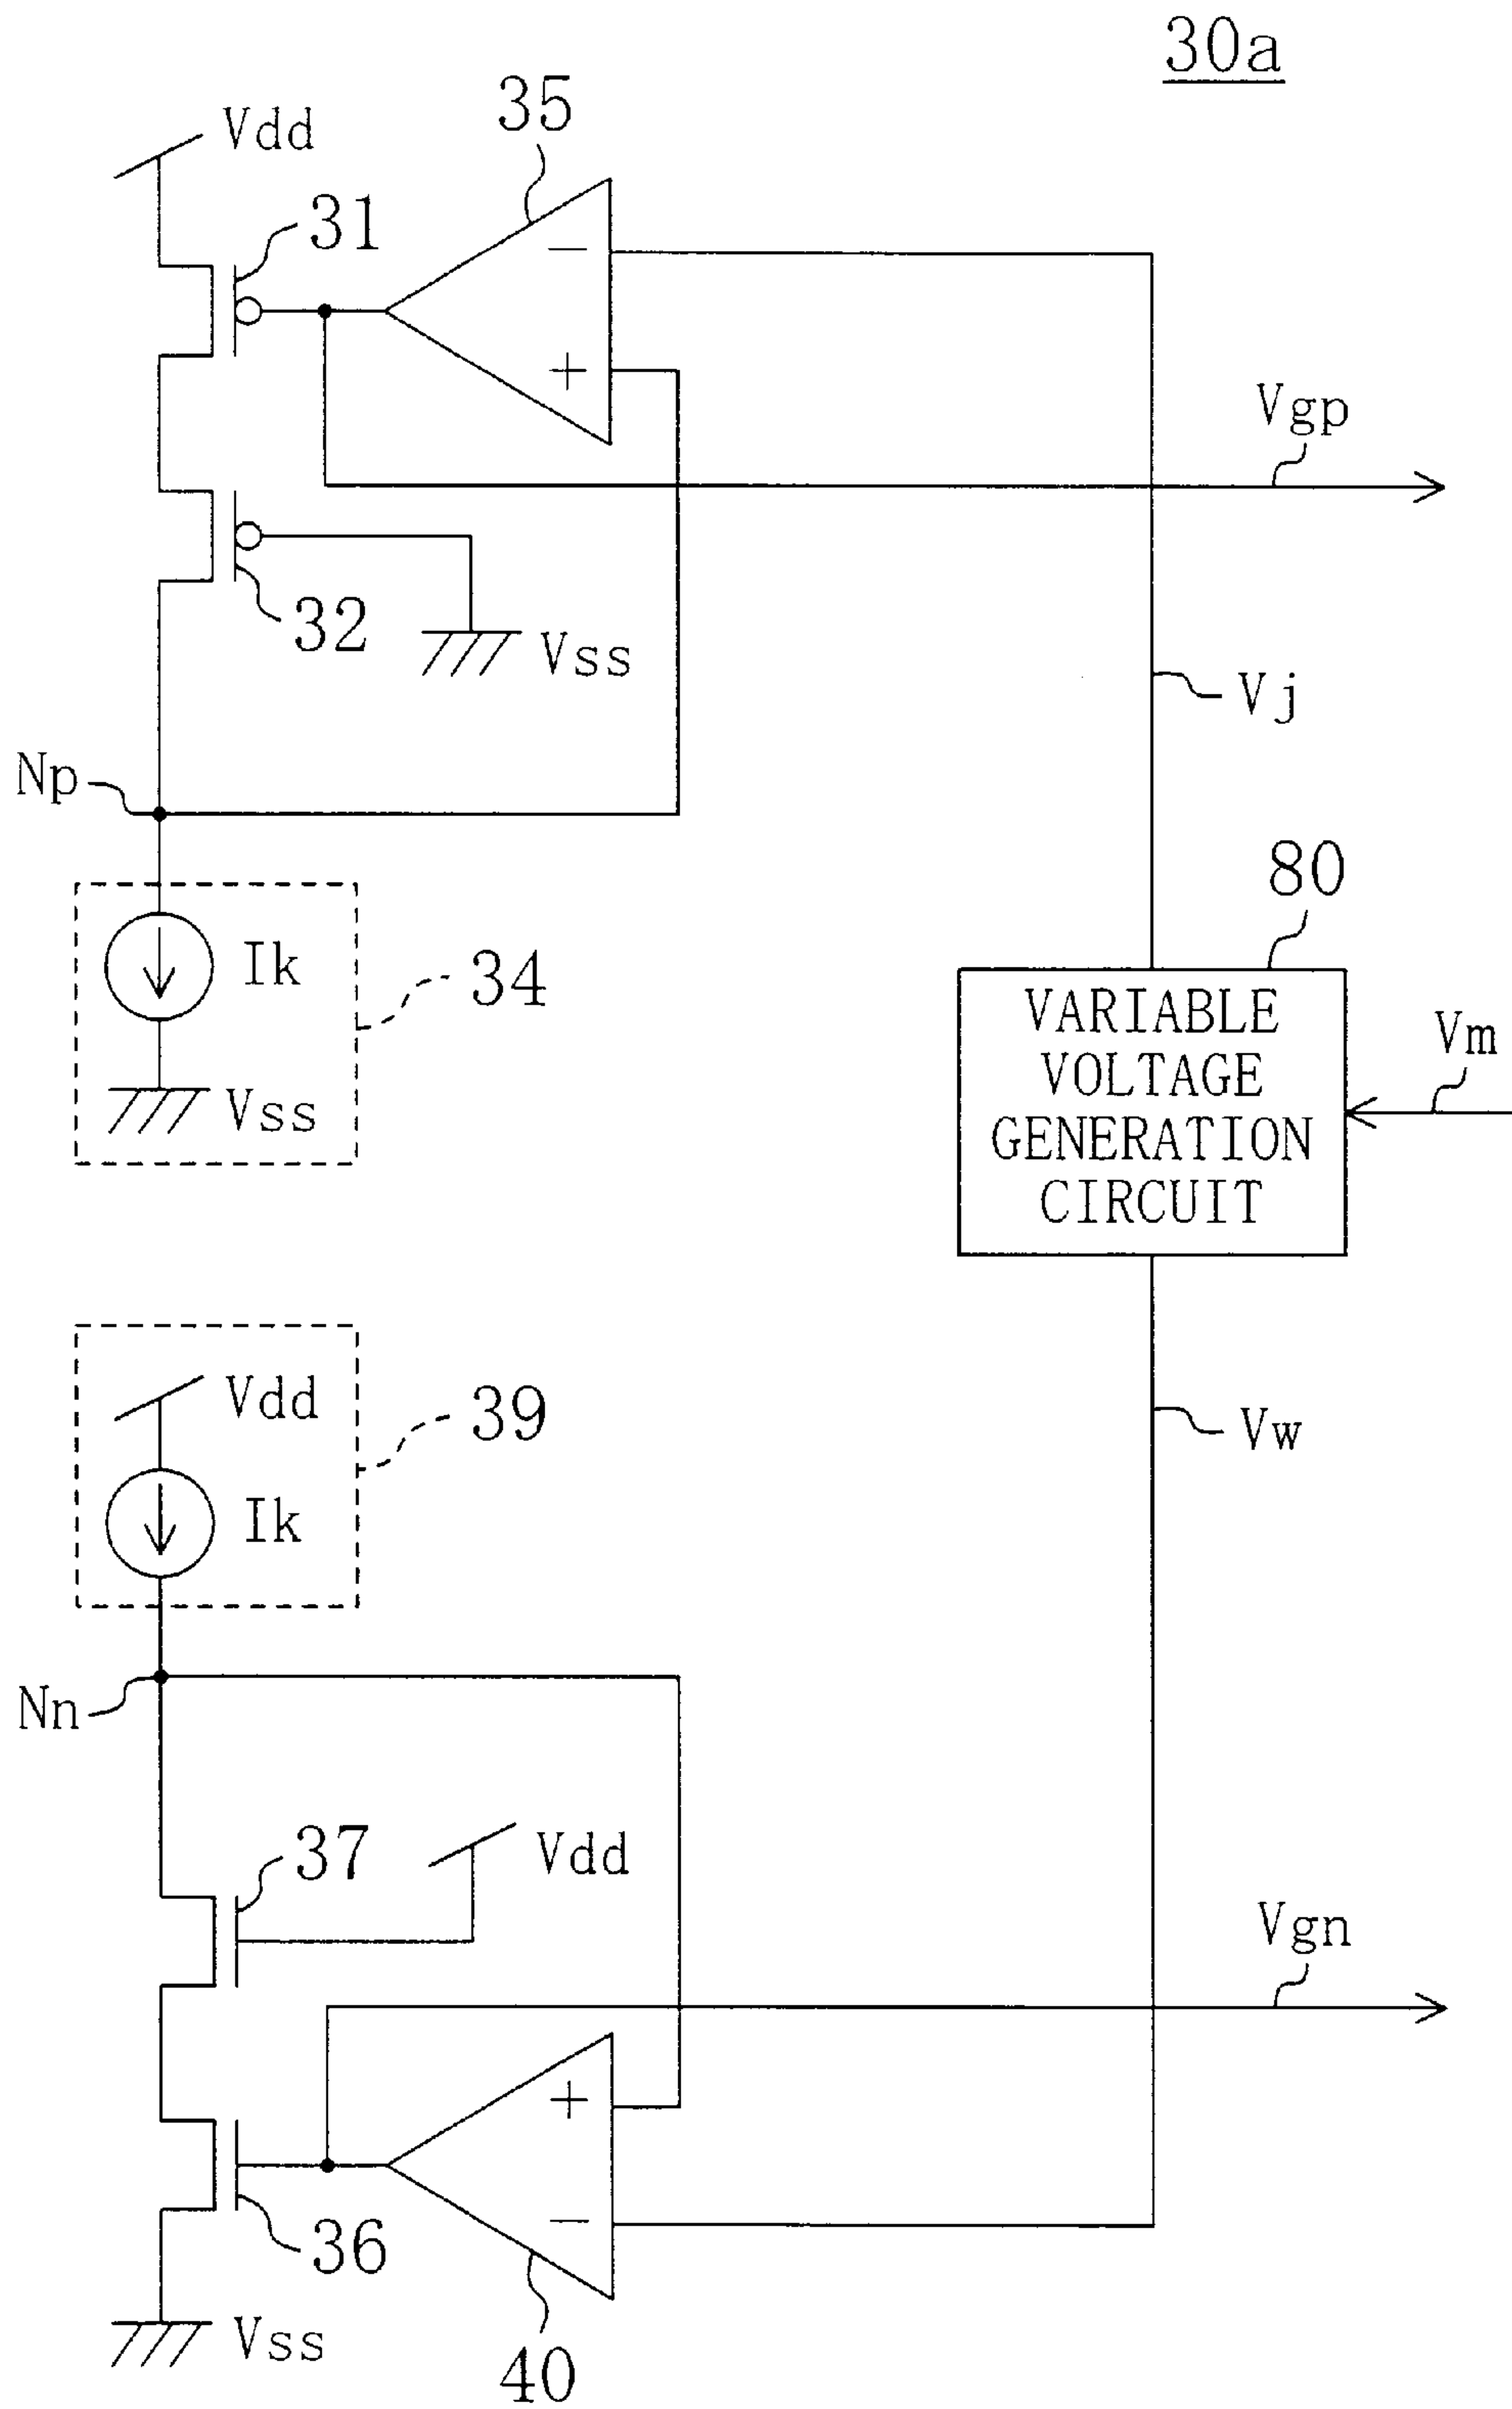 30a
35
Vdd
31
−
+
Vgp
32
Vss
Vj
Np
80
Ik
34
VARIABLE
VOLTAGE
GENERATION
CIRCUIT
Vm
Vss
Vdd
39
Vw
Ik
Nn
37
Vdd
Vgn
+
−
36
Vss
40